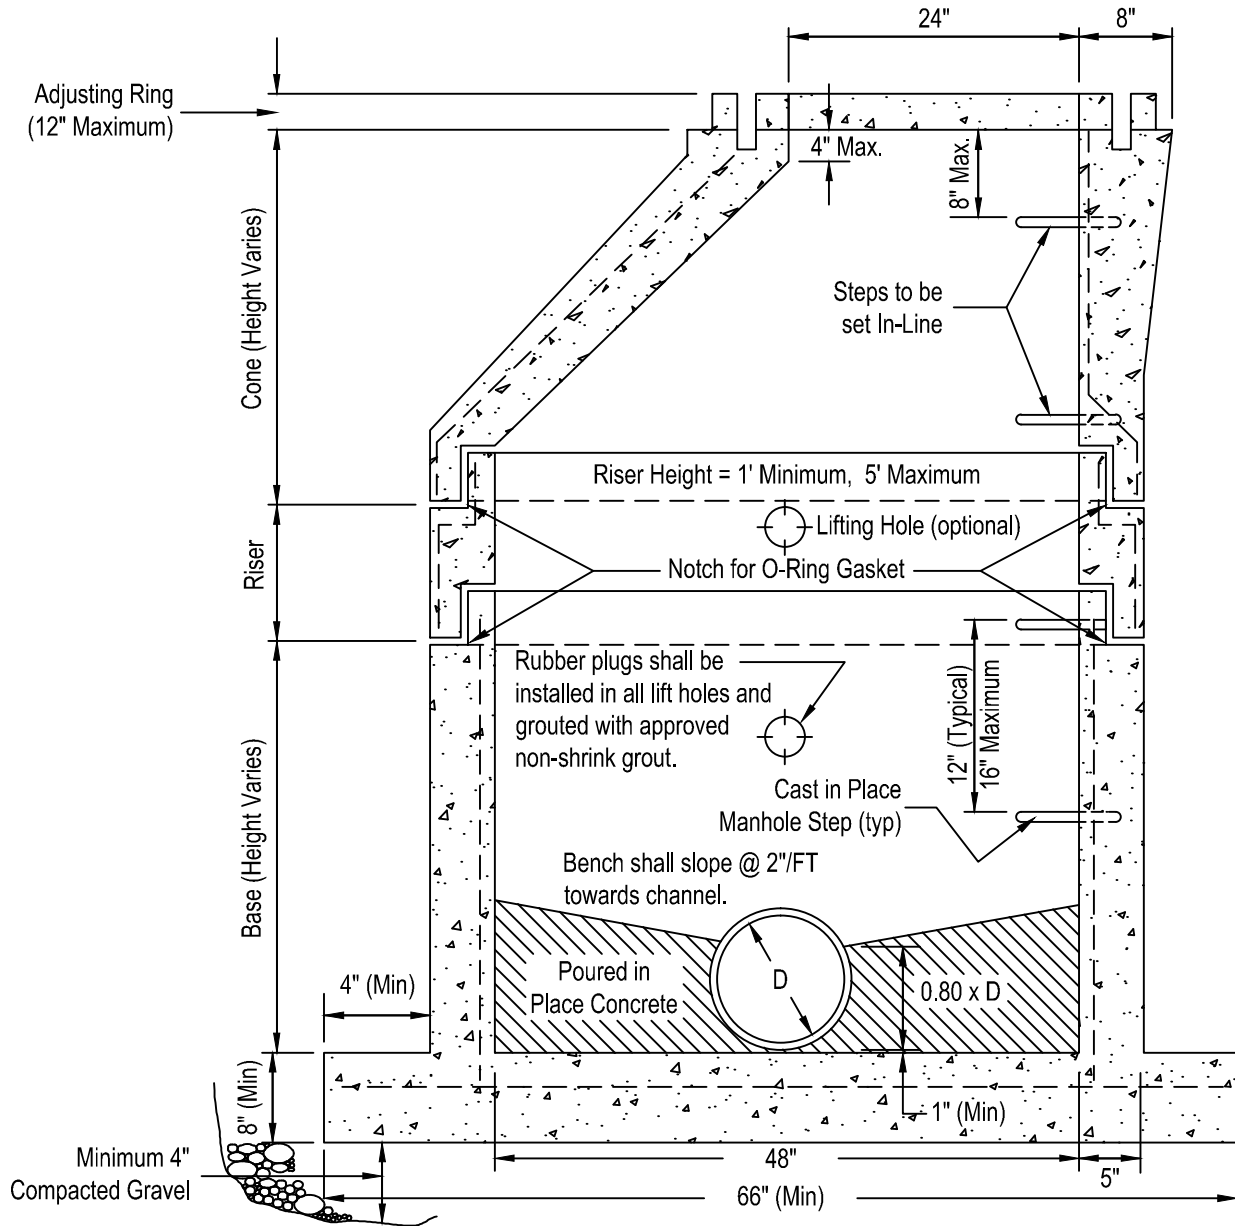 24"
8"
Adjusting Ring
(12" Maximum)
4" Max.
8" Max.
Cone (Height Varies)
Steps to be
set In-Line
Riser Height = 1' Minimum, 5' Maximum
Lifting Hole (optional)
Riser
Notch for O-Ring Gasket
Rubber plugs shall be
installed in all lift holes and
grouted with approved
non-shrink grout.
12" (Typical)
16" Maximum
Cast in Place
Manhole Step (typ)
Base (Height Varies)
Bench shall slope @ 2"/FT
towards channel.
4" (Min)
Poured in
Place Concrete
D
0.80 x D
8" (Min)
1" (Min)
Minimum 4"
Compacted Gravel
48"
5"
66" (Min)